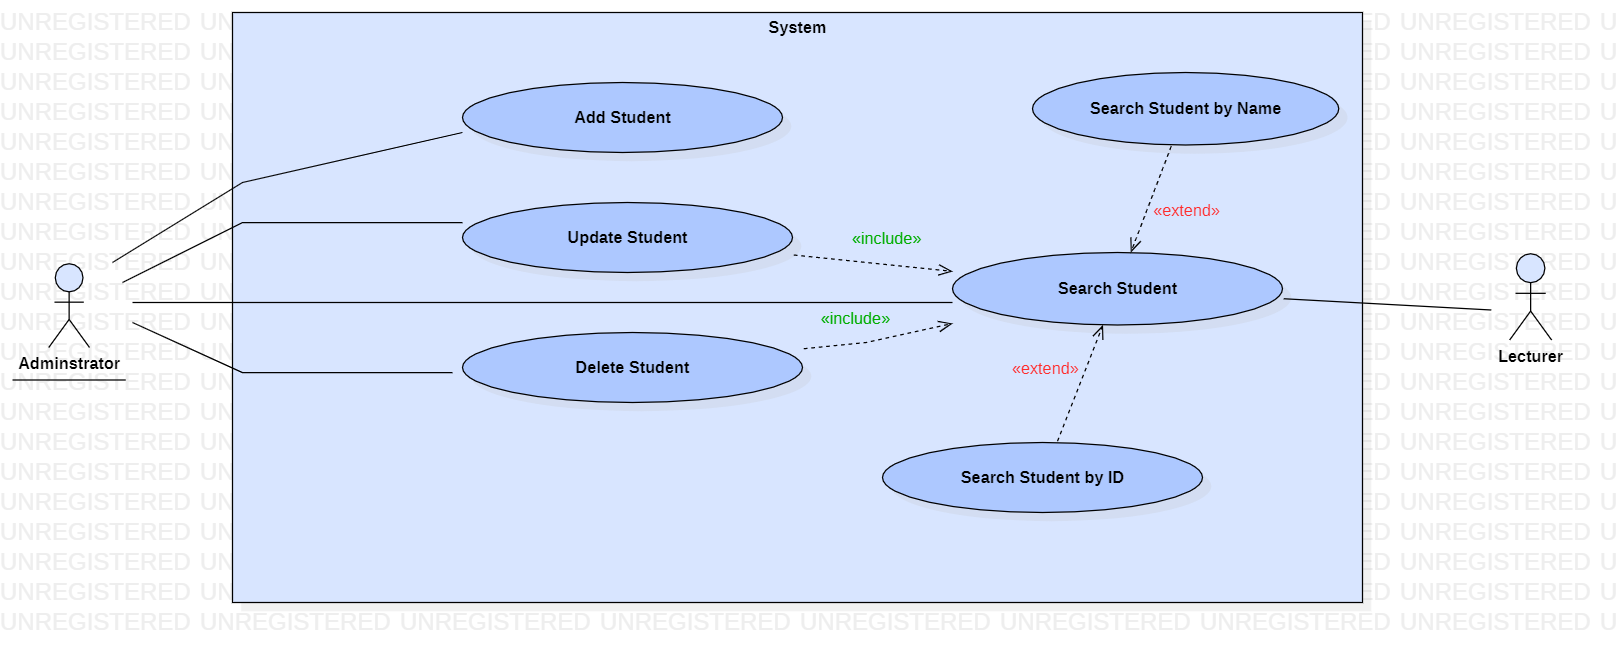 System
Search Student by Name
Add Student
«extend»
Update Student
«include»
Search Student
«include»
Adminstrator
Lecturer
Delete Student
«extend»
Search Student by ID
UNREGISTERED UNREGISTERED UNREGISTERED UNREGISTERED UNREGISTERED UNREGISTERED UNREGISTERED UNREGISTERED U